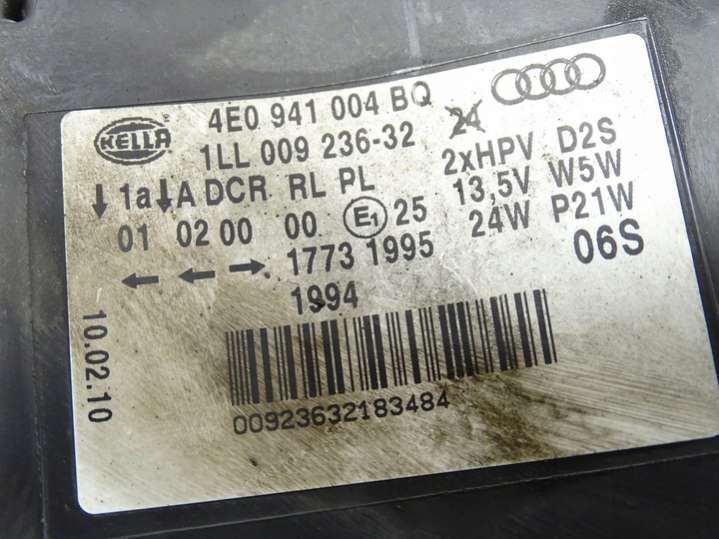 HELLA
4E0 941 004 BQ
1LL 009 236-32 24
↓ 1a ↓ A DCR RL PL 2xHPV D2S
01 02 00 00 E1 25 13,5V W5W
← ← → 1773 1995 24W P21W
1994 06S
10.02.10
00923632183484